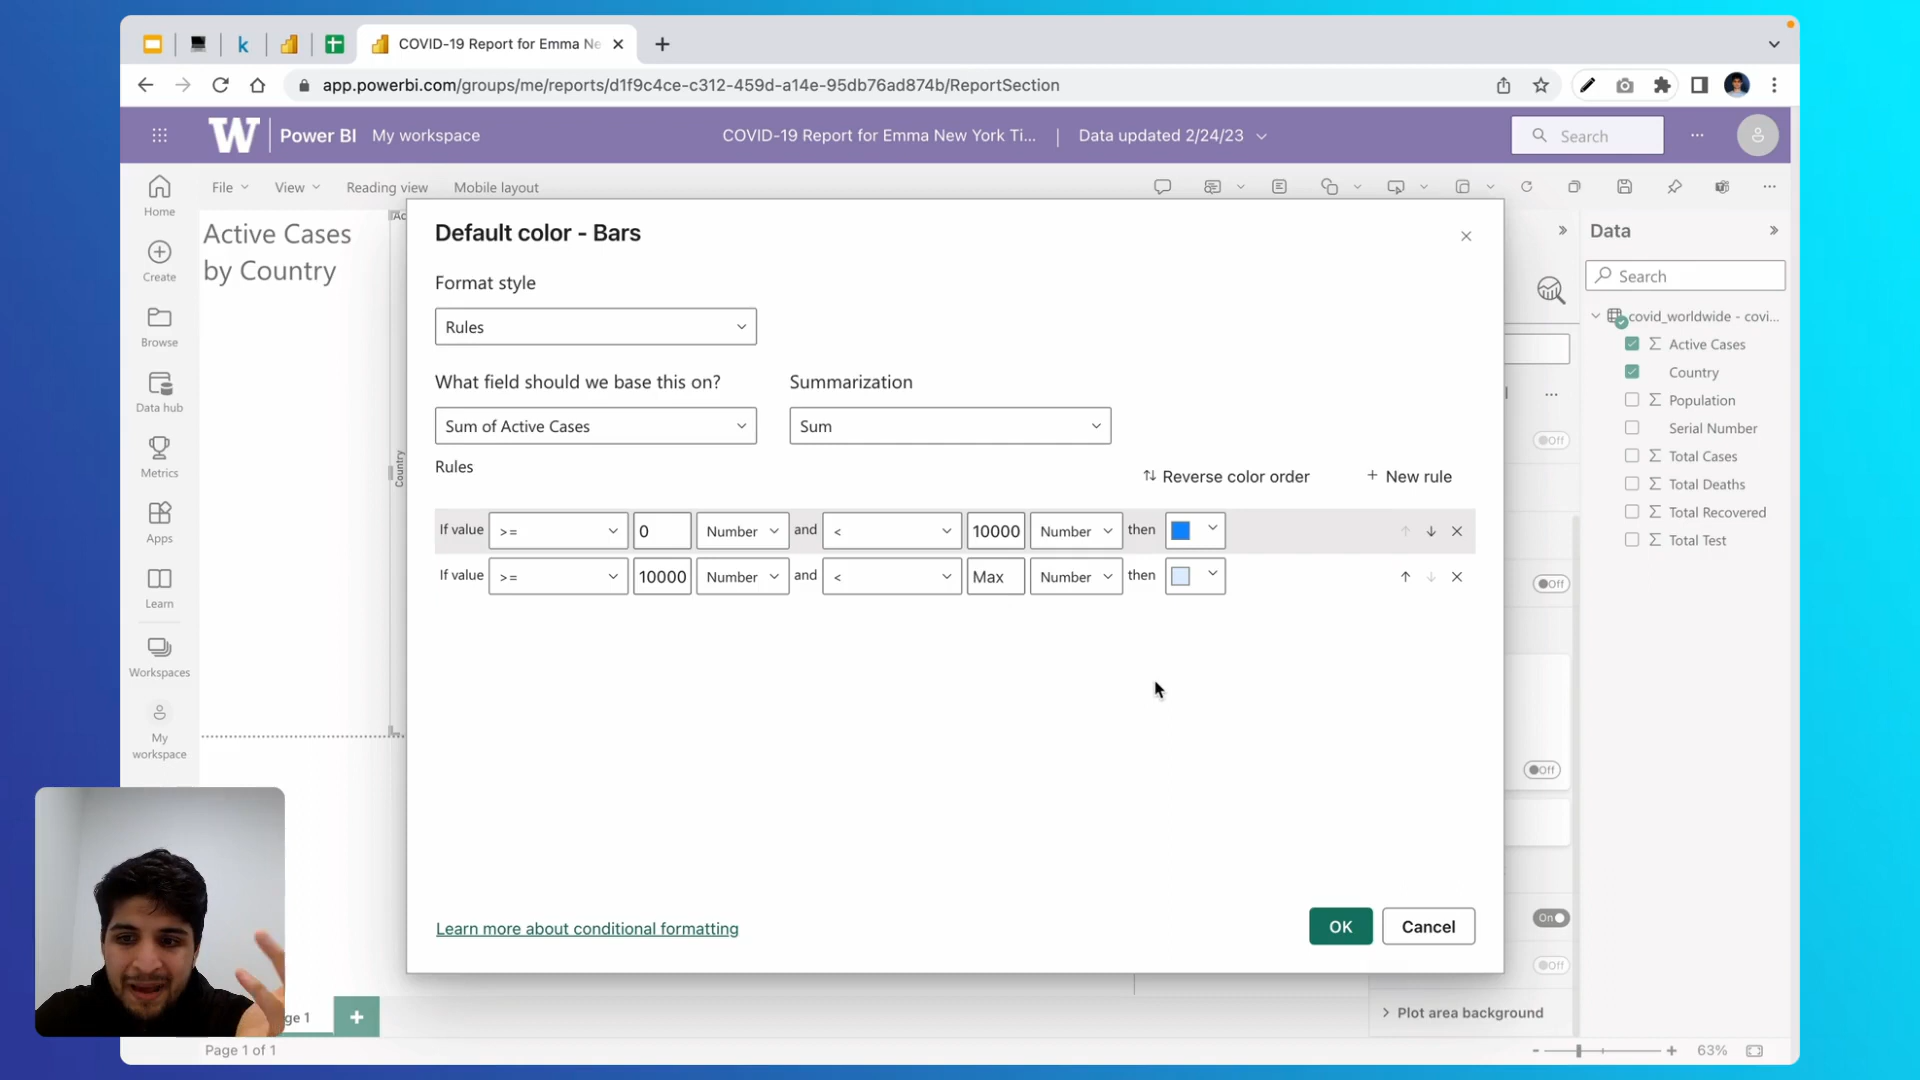 COVID-19 Report for Emma Ne
app.powerbi.com/groups/me/reports/d1f9c4ce-c312-459d-a14e-95db76ad874b/ReportSection
W Power BI My workspace COVID-19 Report for Emma New York Ti... Data updated 2/24/23 Search
File View Reading view Mobile layout
Home
Create
Browse
Data hub
Metrics
Apps
Learn
Workspaces
My
workspace
Active Cases
by Country
Country
Default color - Bars
Format style
Rules
What field should we base this on? Summarization
Sum of Active Cases Sum
Rules
Reverse color order New rule
If value >= 0 Number and < 10000 Number then
If value >= 10000 Number and < Max Number then
Learn more about conditional formatting
OK Cancel
Data
Search
covid_worldwide - covi...
Active Cases
Country
Population
Serial Number
Total Cases
Total Deaths
Total Recovered
Total Test
Off
Off
Off
On
Off
Plot area background
ge 1
Page 1 of 1
63%